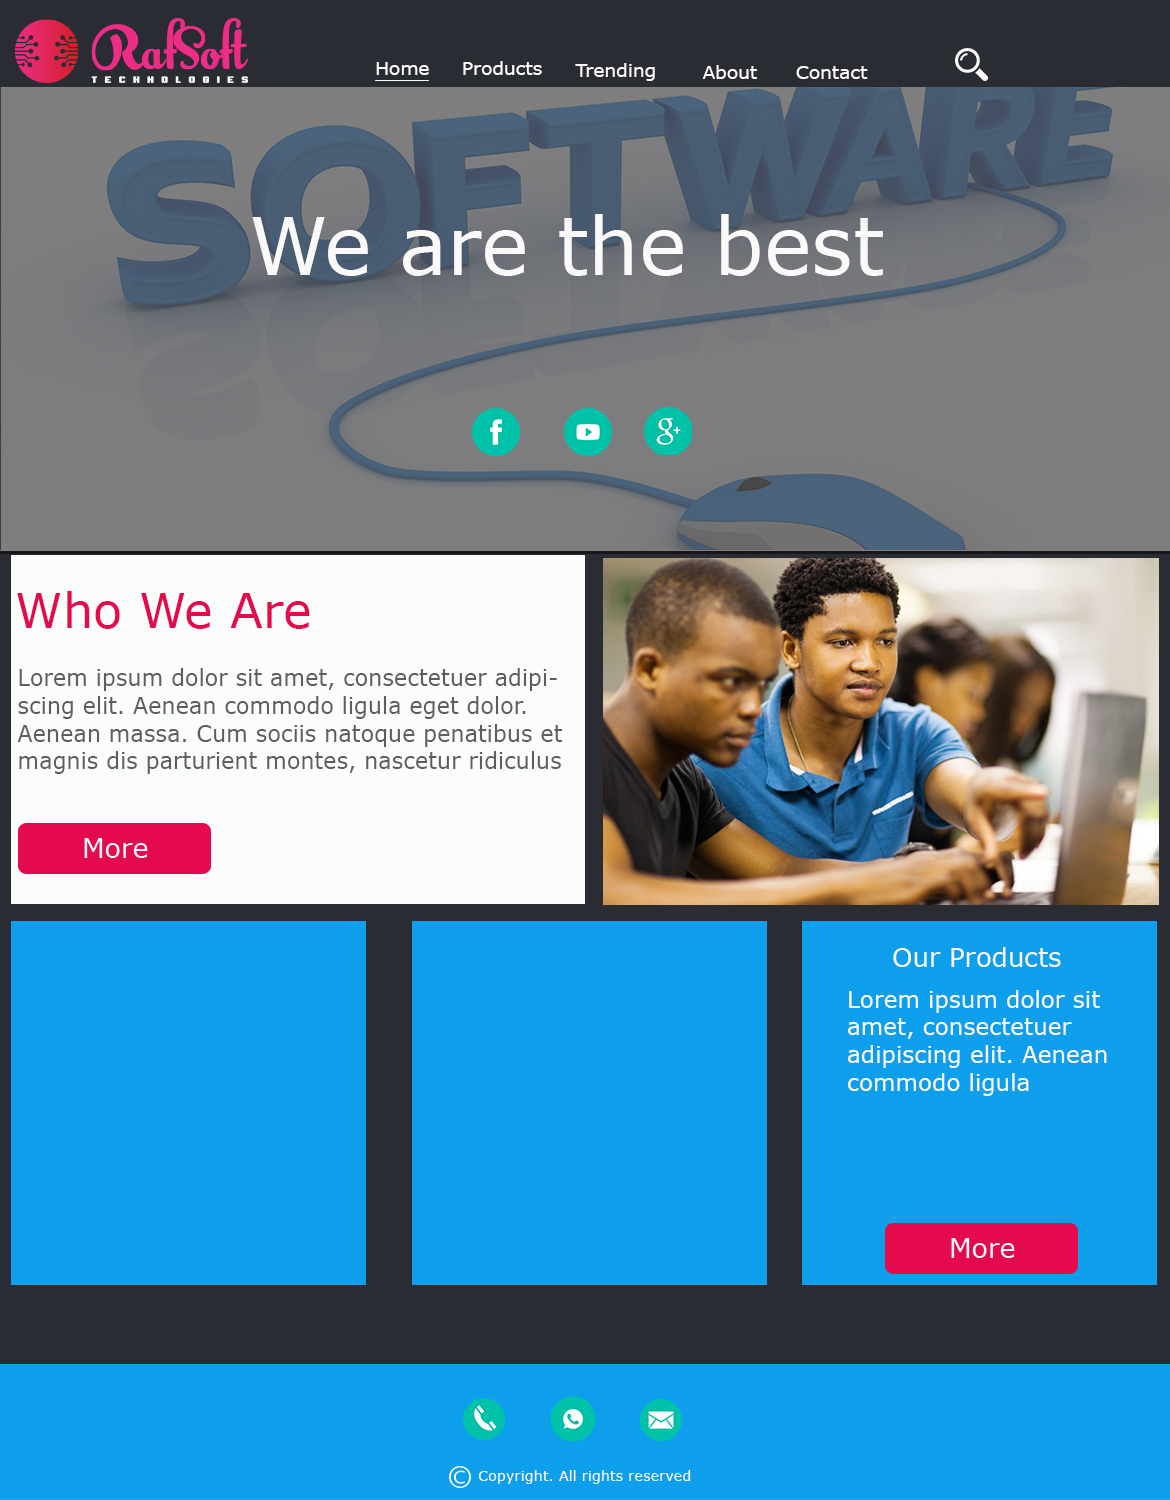 RafSoft
TECHNOLOGIES
Home Products Trending About Contact
SOFTWARE
We are the best
Who We Are
Lorem ipsum dolor sit amet, consectetuer adipi-
scing elit. Aenean commodo ligula eget dolor.
Aenean massa. Cum sociis natoque penatibus et
magnis dis parturient montes, nascetur ridiculus
More
Our Products
Lorem ipsum dolor sit
amet, consectetuer
adipiscing elit. Aenean
commodo ligula
More
© Copyright. All rights reserved